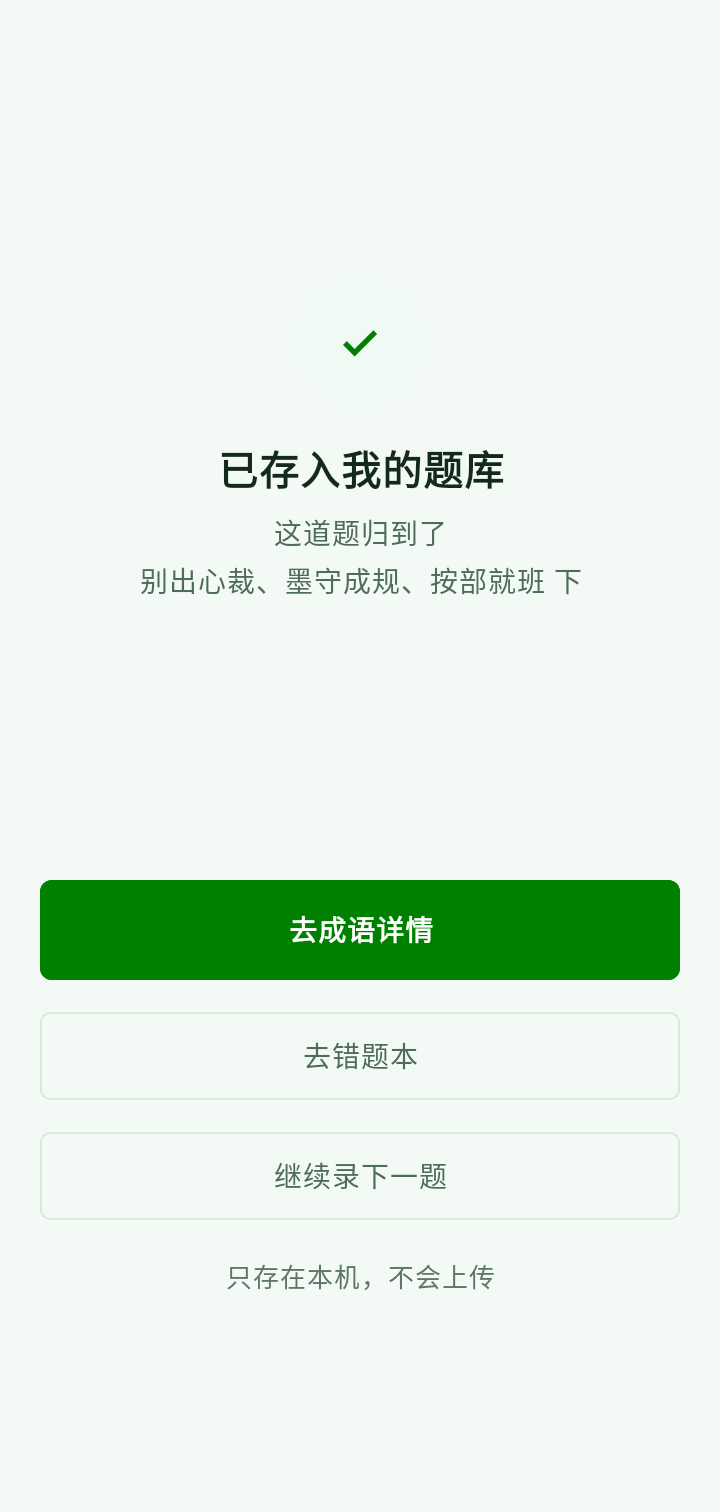 已存入我的题库
这道题归到了
别出心裁、墨守成规、按部就班 下
去成语详情
去错题本
继续录下一题
只存在本机，不会上传